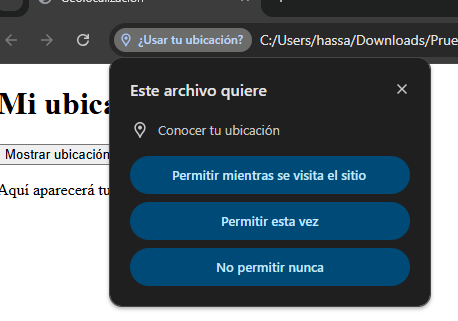 Geolocalización
¿Usar tu ubicación?
C:/Users/hassa/Downloads/Prue
Mi ubica
Este archivo quiere
Conocer tu ubicación
Mostrar ubicación
Permitir mientras se visita el sitio
Aquí aparecerá tu
Permitir esta vez
No permitir nunca